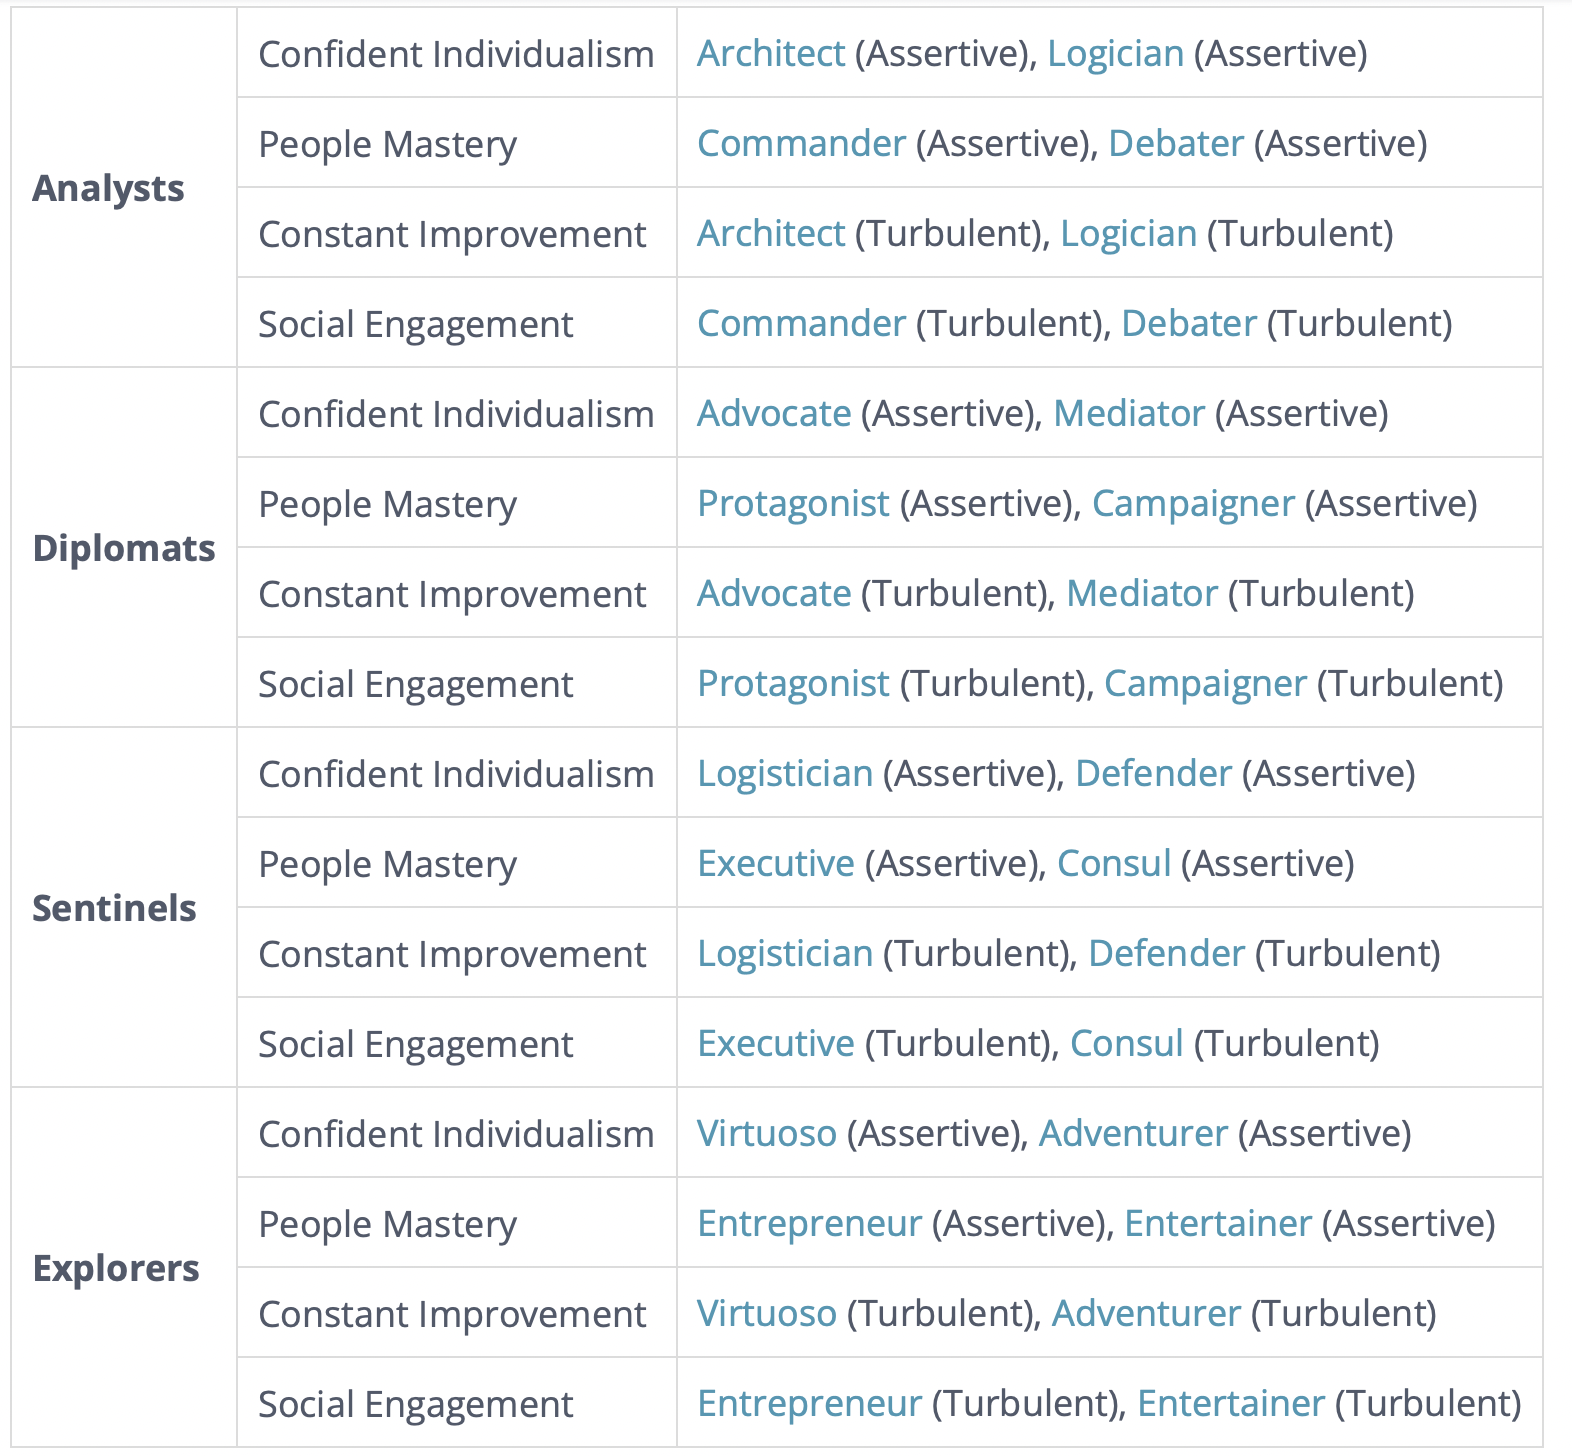 Analysts
Confident Individualism
Architect (Assertive), Logician (Assertive)
People Mastery
Commander (Assertive), Debater (Assertive)
Constant Improvement
Architect (Turbulent), Logician (Turbulent)
Social Engagement
Commander (Turbulent), Debater (Turbulent)
Diplomats
Confident Individualism
Advocate (Assertive), Mediator (Assertive)
People Mastery
Protagonist (Assertive), Campaigner (Assertive)
Constant Improvement
Advocate (Turbulent), Mediator (Turbulent)
Social Engagement
Protagonist (Turbulent), Campaigner (Turbulent)
Sentinels
Confident Individualism
Logistician (Assertive), Defender (Assertive)
People Mastery
Executive (Assertive), Consul (Assertive)
Constant Improvement
Logistician (Turbulent), Defender (Turbulent)
Social Engagement
Executive (Turbulent), Consul (Turbulent)
Explorers
Confident Individualism
Virtuoso (Assertive), Adventurer (Assertive)
People Mastery
Entrepreneur (Assertive), Entertainer (Assertive)
Constant Improvement
Virtuoso (Turbulent), Adventurer (Turbulent)
Social Engagement
Entrepreneur (Turbulent), Entertainer (Turbulent)